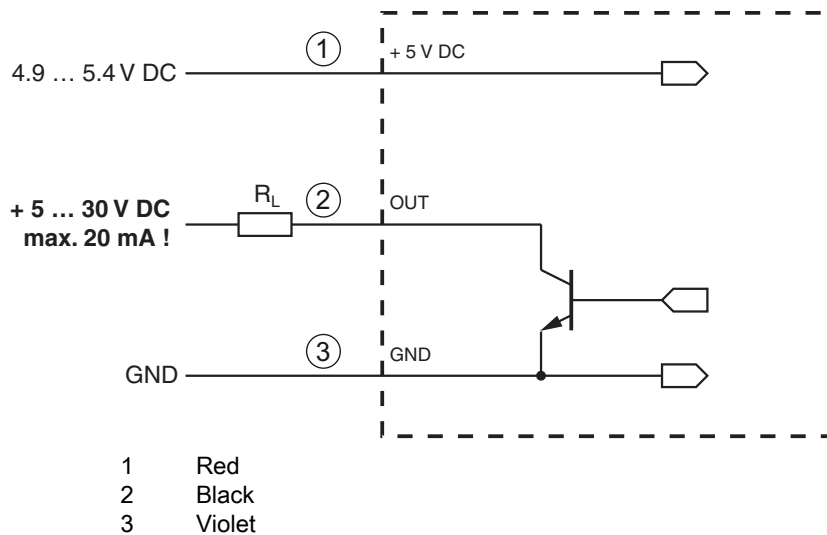 1
+ 5 V DC
4.9 … 5.4 V DC
RL
2
OUT
+ 5 … 30 V DC
max. 20 mA !
3
GND
GND
1 Red
2 Black
3 Violet